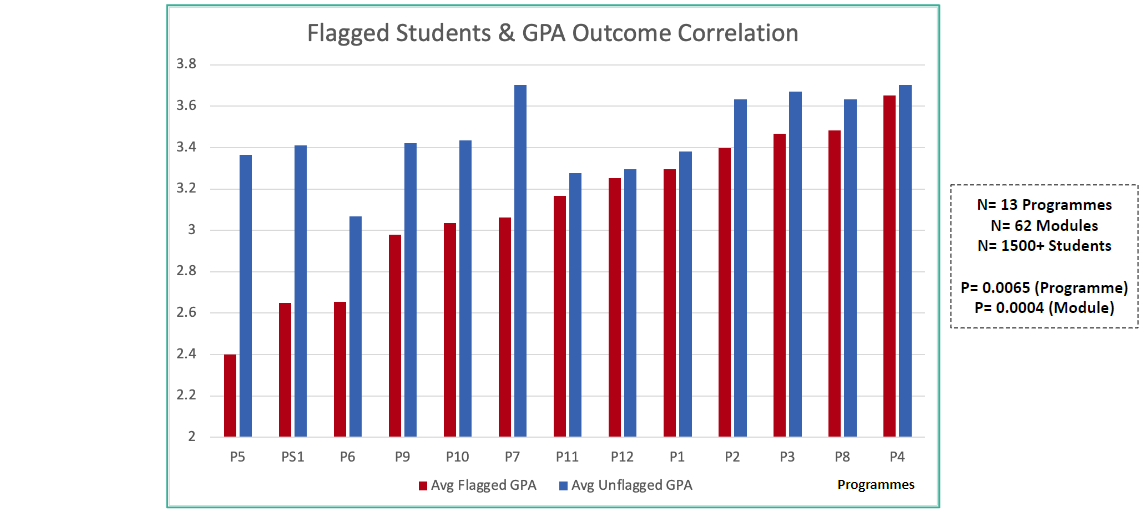 Flagged Students & GPA Outcome Correlation
3.8
3.6
3.4
3.2
3
2.8
2.6
2.4
2.2
2
P5 PS1 P6 P9 P10 P7 P11 P12 P1 P2 P3 P8 P4
Avg Flagged GPA Avg Unflagged GPA Programmes
N= 13 Programmes
N= 62 Modules
N= 1500+ Students
P= 0.0065 (Programme)
P= 0.0004 (Module)